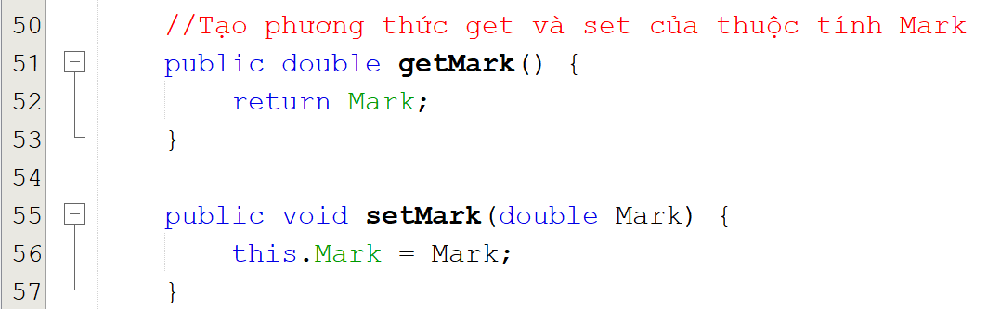 50 //Tạo phương thức get và set của thuộc tính Mark
51 public double getMark() {
52 return Mark;
53 }
54
55 public void setMark(double Mark) {
56 this.Mark = Mark;
57 }